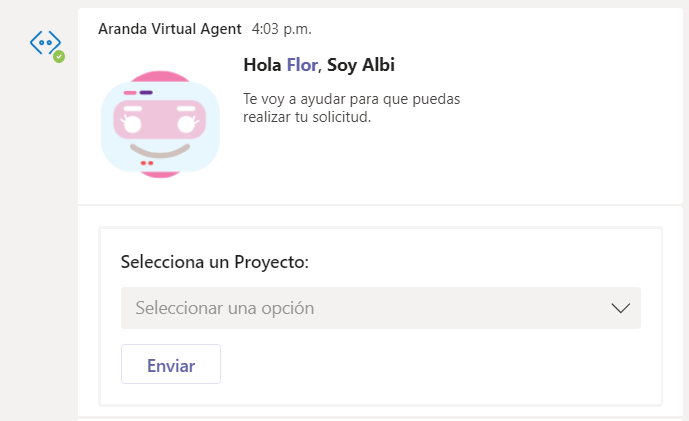 Aranda Virtual Agent 4:03 p.m.
Hola Flor, Soy Albi
Te voy a ayudar para que puedas
realizar tu solicitud.
Selecciona un Proyecto:
Seleccionar una opción
Enviar